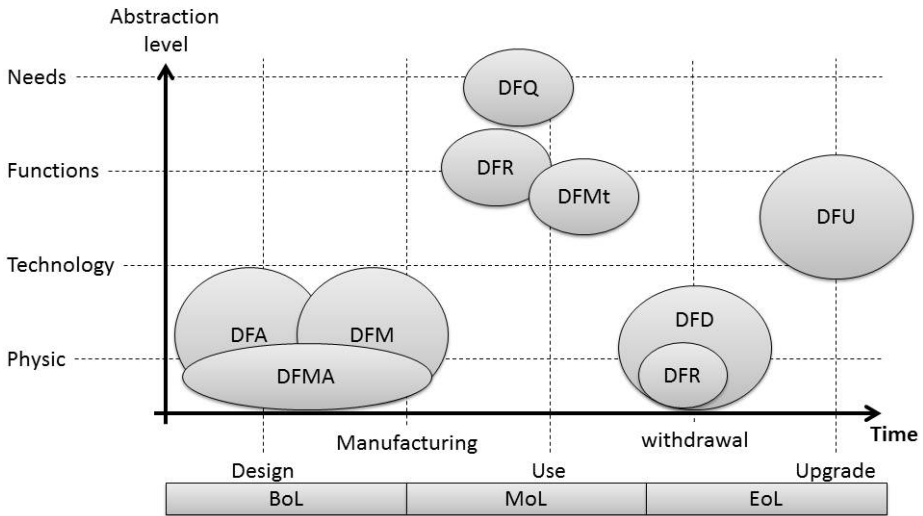 Abstraction
level
Needs
DFQ
Functions
DFR
DFMt
DFU
Technology
DFA
DFM
DFD
Physic
DFMA
DFR
Time
Manufacturing
withdrawal
Design
Use
Upgrade
BoL
MoL
EoL